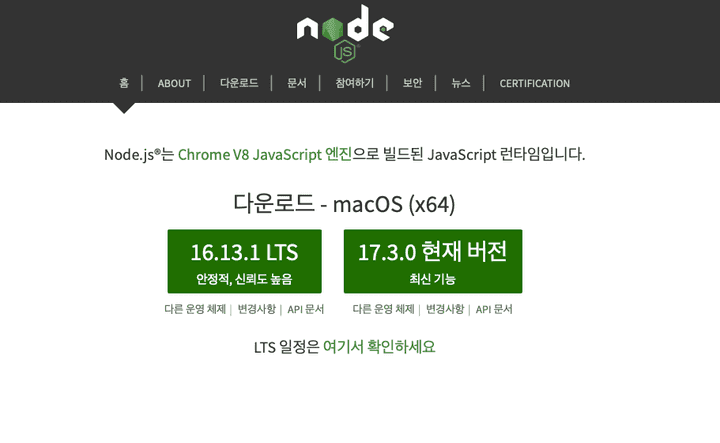 node
JS
홈 | ABOUT | 다운로드 | 문서 | 참여하기 | 보안 | 뉴스 | CERTIFICATION
Node.js®는 Chrome V8 JavaScript 엔진으로 빌드된 JavaScript 런타임입니다.
다운로드 - macOS (x64)
16.13.1 LTS
안정적, 신뢰도 높음
다른 운영 체제 | 변경사항 | API 문서
17.3.0 현재 버전
최신 기능
다른 운영 체제 | 변경사항 | API 문서
LTS 일정은 여기서 확인하세요